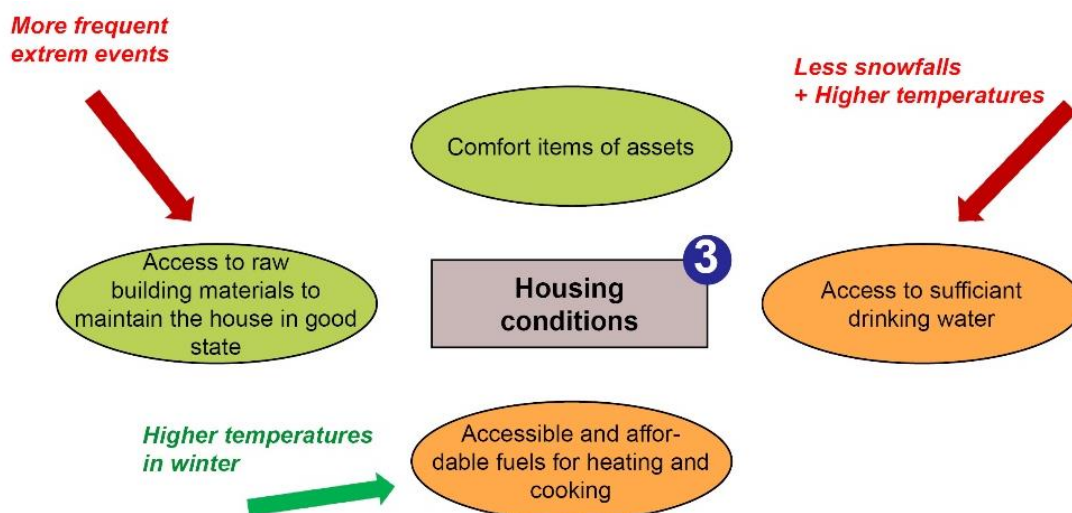 More frequent
extrem events
Less snowfalls
+ Higher temperatures
Comfort items of assets
3
Access to raw
building materials to
maintain the house in good
state
Housing
conditions
Access to sufficiant
drinking water
Higher temperatures
in winter
Accessible and affor-
dable fuels for heating and
cooking